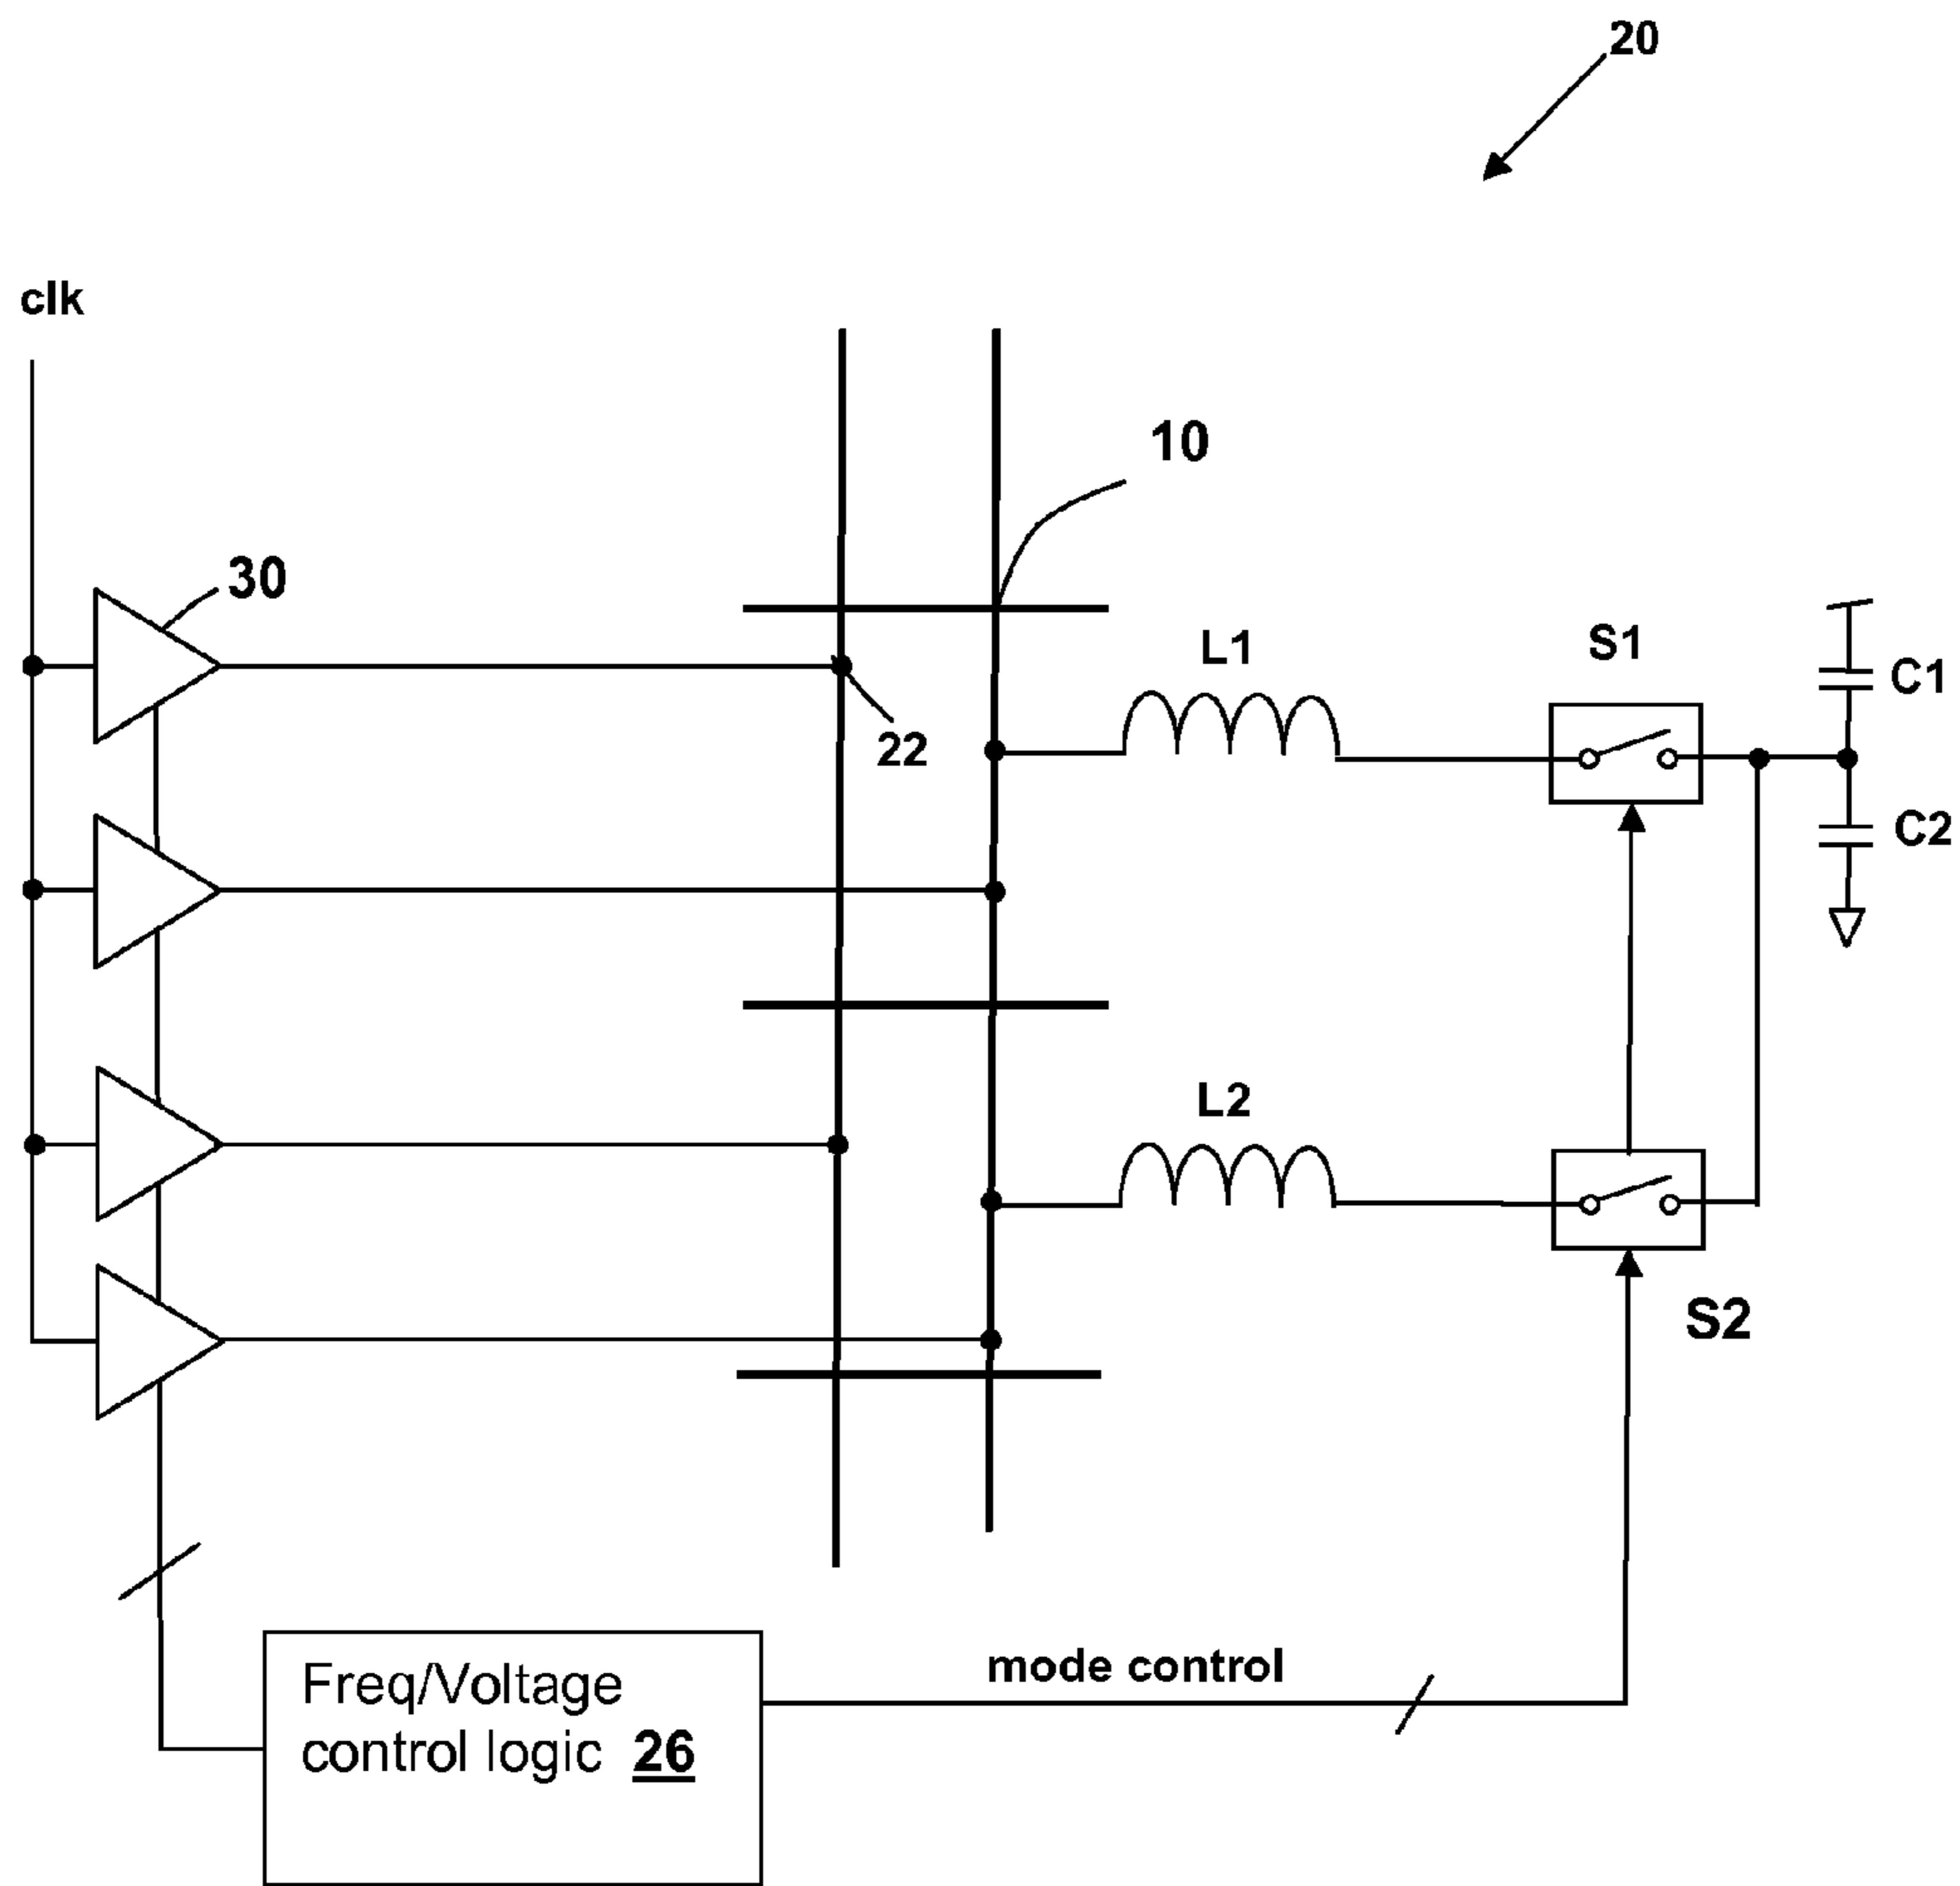 20
clk
10
30
L1
S1
C1
22
C2
L2
S2
mode control
Freq/Voltage
control logic 26